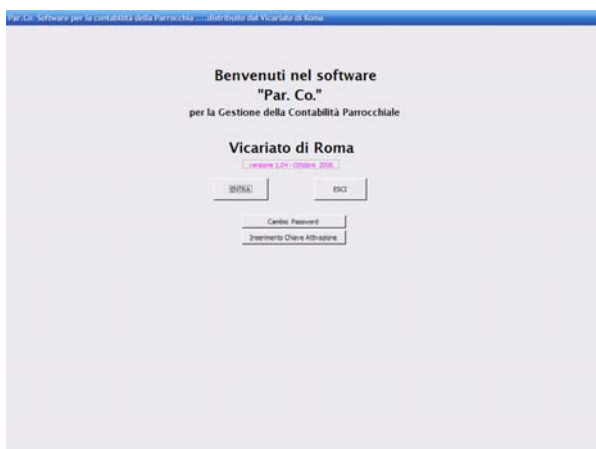 Par.Co. Software per la contabilità della Parrocchia .....distribuito dal Vicariato di Roma
Benvenuti nel software
"Par. Co."
per la Gestione della Contabilità Parrocchiale
Vicariato di Roma
versione 1.04 - Ottobre 2006
ENTRA
ESCI
Cambio Password
Inserimento Chiave Attivazione